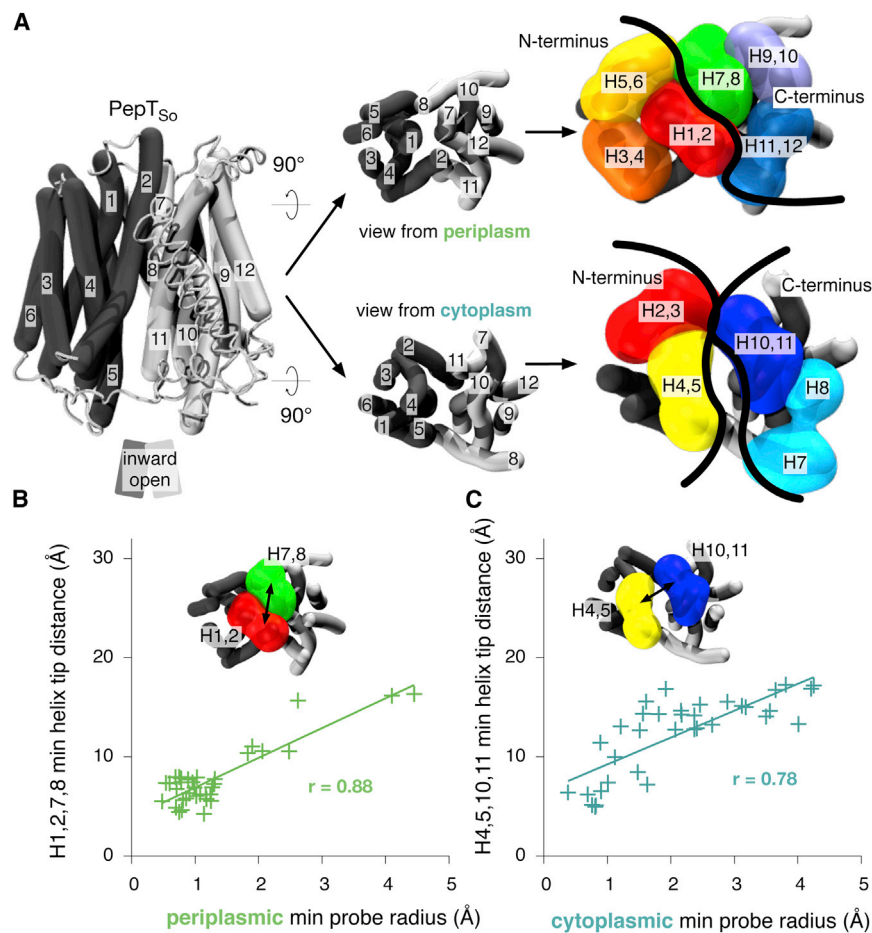 A
PepTSo
1
2
3
4
5
6
7
8
9
10
11
12
90°
90°
inward
open
5
6
3
4
1
2
8
7
10
9
12
11
view from periplasm
view from cytoplasm
2
3
6
1
4
5
11
7
10
12
9
8
N-terminus
H5,6
H7,8
H9,10
C-terminus
H3,4
H1,2
H11,12
N-terminus
C-terminus
H2,3
H10,11
H4,5
H8
H7
B
H1,2,7,8 min helix tip distance (Å)
30
20
10
0
H7,8
H1,2
r = 0.88
0 1 2 3 4 5
periplasmic min probe radius (Å)
C
H4,5,10,11 min helix tip distance (Å)
30
20
10
0
H10,11
H4,5
r = 0.78
0 1 2 3 4 5
cytoplasmic min probe radius (Å)